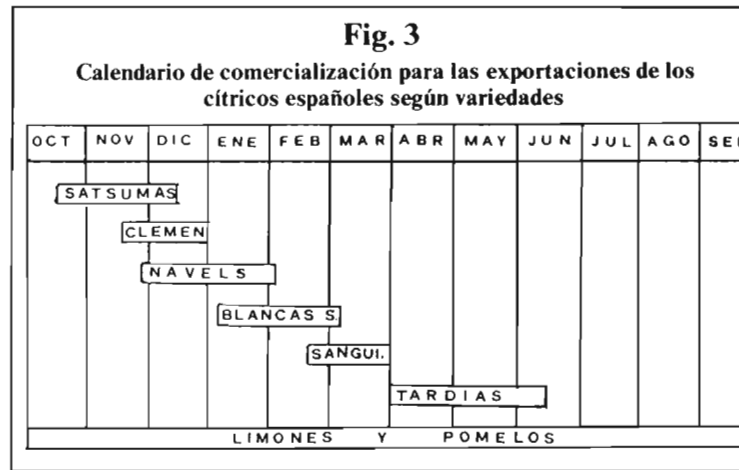 Fig. 3
Calendario de comercialización para las exportaciones de los
cítricos españoles según variedades
OCT NOV DIC ENE FEB MAR ABR MAY JUN JUL AGO SE
SATSUMAS
CLEMEN
NAVELS
BLANCAS S.
SANGUI.
TARDIAS
LIMONES Y POMELOS